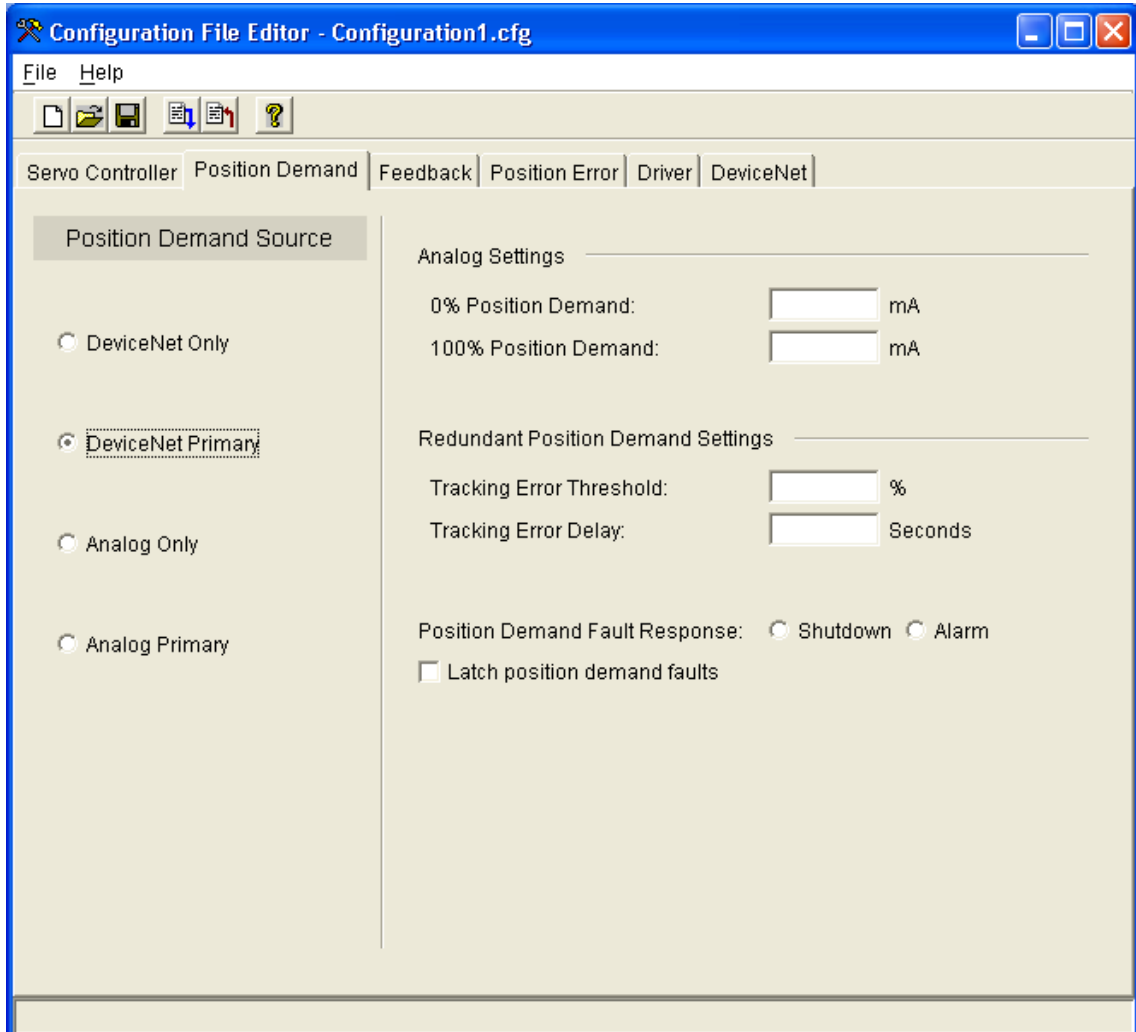 Configuration File Editor - Configuration1.cfg
File Help
Servo Controller Position Demand Feedback Position Error Driver DeviceNet
Position Demand Source
DeviceNet Only
DeviceNet Primary
Analog Only
Analog Primary
Analog Settings
0% Position Demand: mA
100% Position Demand: mA
Redundant Position Demand Settings
Tracking Error Threshold: %
Tracking Error Delay: Seconds
Position Demand Fault Response: Shutdown Alarm
Latch position demand faults